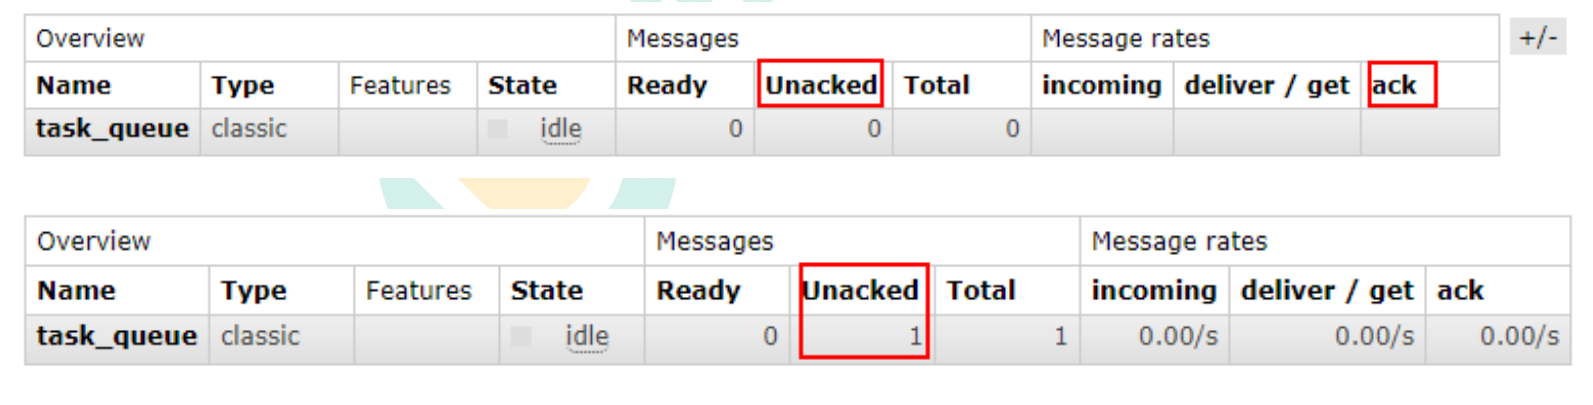 Overview Messages Message rates +/-
Name Type Features State Ready Unacked Total incoming deliver / get ack
task_queue classic idle 0 0 0
Overview Messages Message rates
Name Type Features State Ready Unacked Total incoming deliver / get ack
task_queue classic idle 0 1 1 0.00/s 0.00/s 0.00/s